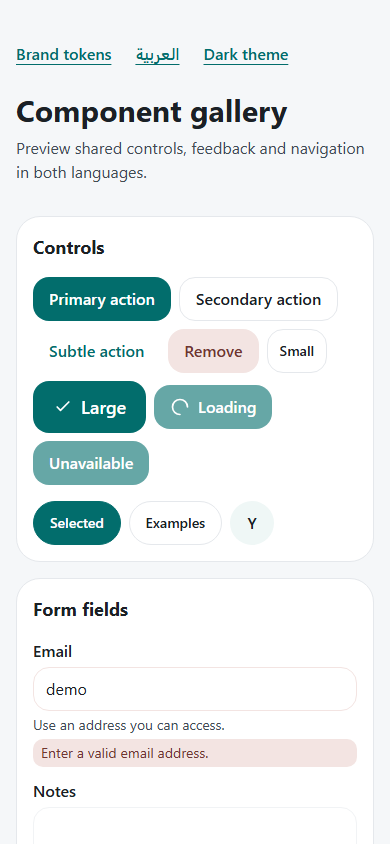 Brand tokens
العربية
Dark theme
Component gallery
Preview shared controls, feedback and navigation
in both languages.
Controls
Primary action
Secondary action
Subtle action
Remove
Small
Large
Loading
Unavailable
Selected
Examples
Y
Form fields
Email
demo
Use an address you can access.
Enter a valid email address.
Notes